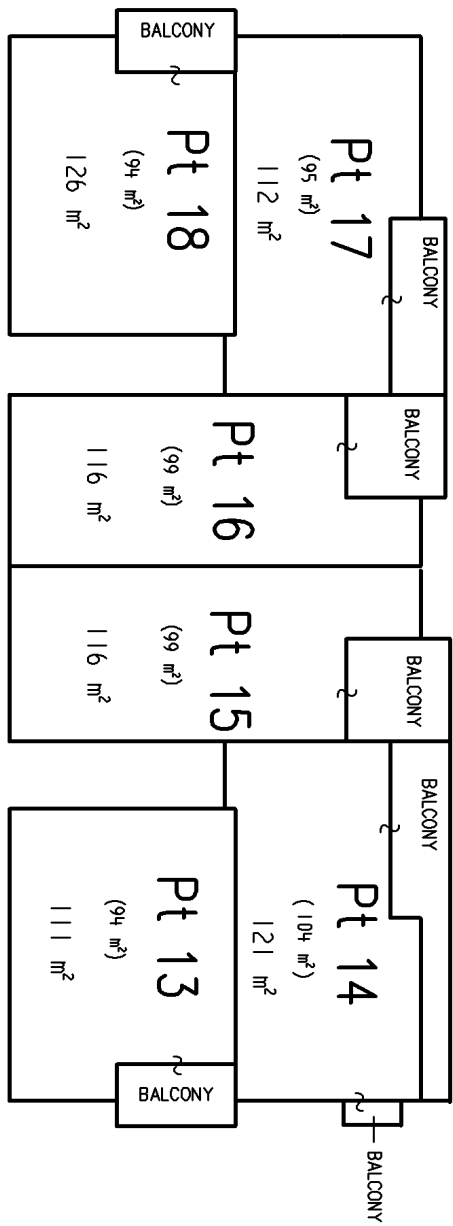 BALCONY
Pt 18
(94 m²)
126 m²
Pt 17
(95 m²)
112 m²
BALCONY
BALCONY
Pt 16
(99 m²)
116 m²
Pt 15
(99 m²)
116 m²
BALCONY
BALCONY
Pt 14
(104 m²)
121 m²
Pt 13
(94 m²)
111 m²
BALCONY
BALCONY